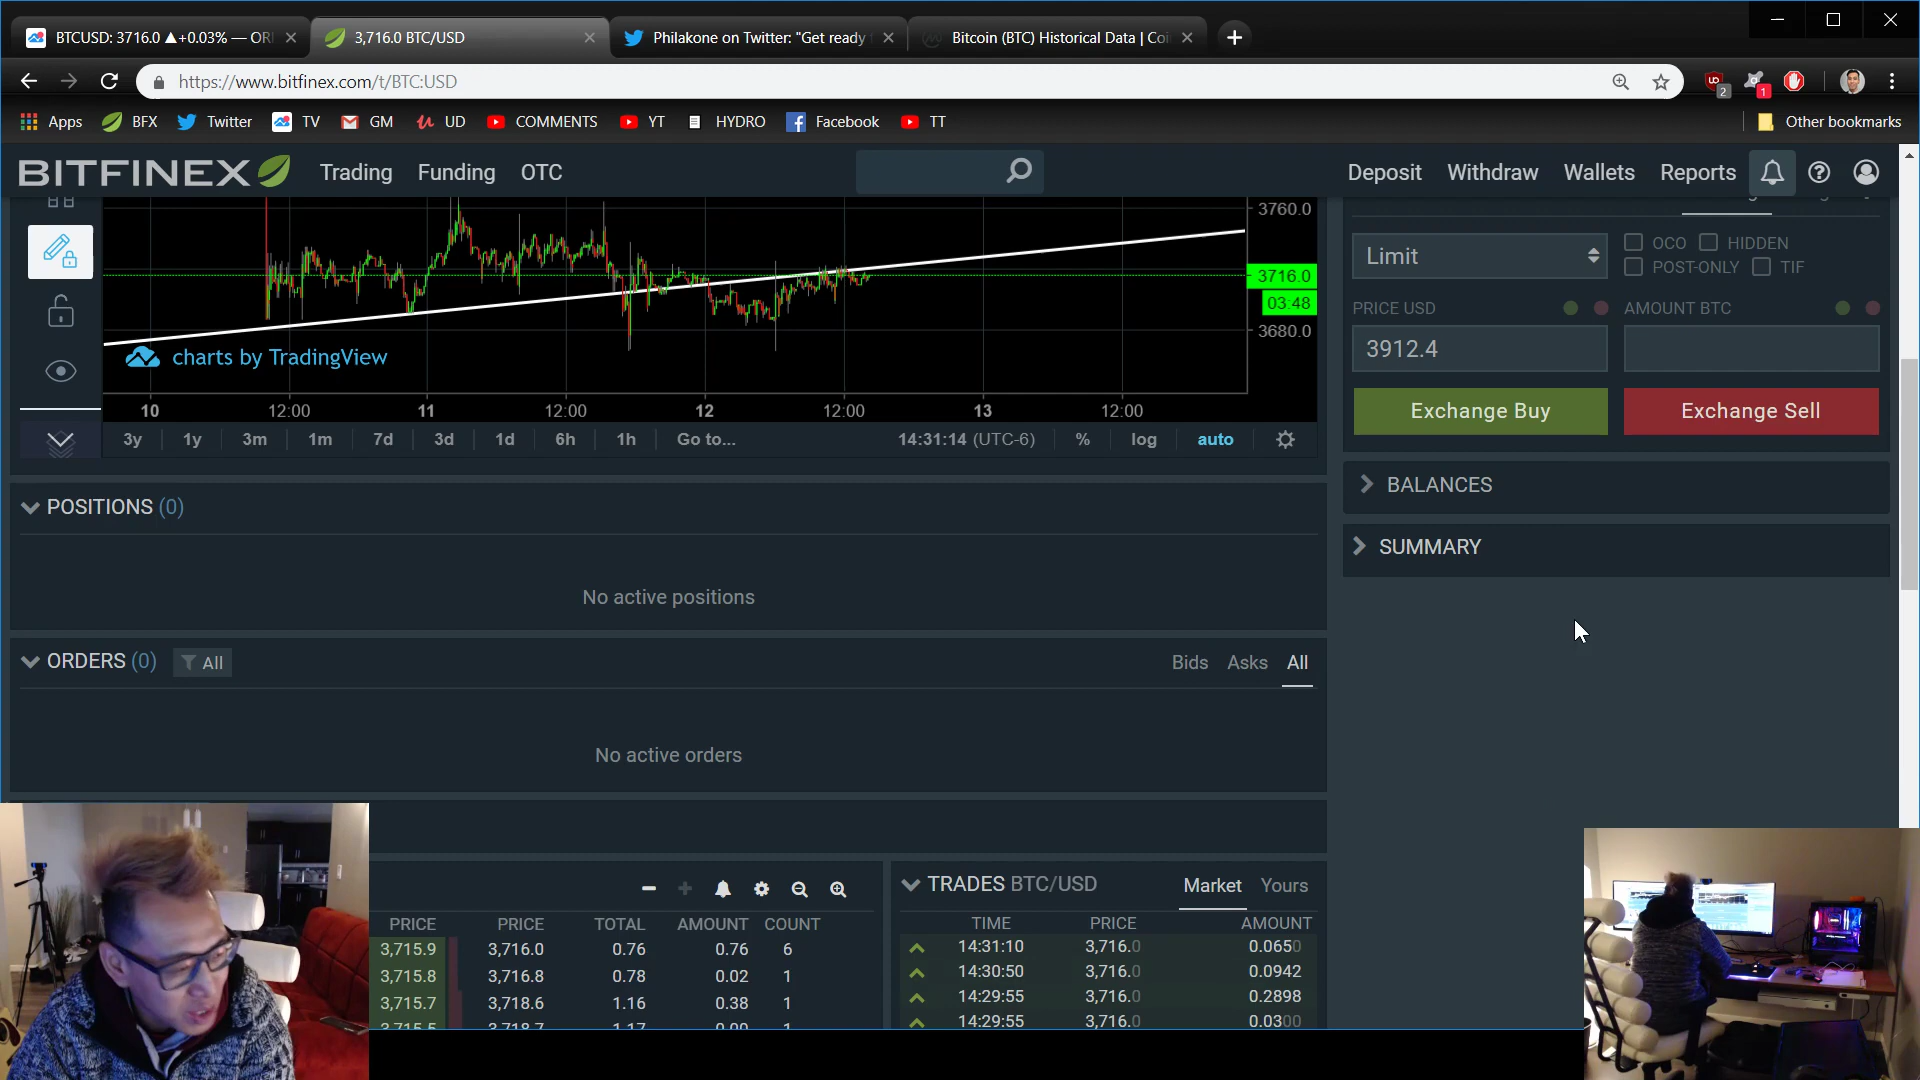 BTCUSD: 3716.0 ▲+0.03% — OR
3,716.0 BTC/USD
Philakone on Twitter: "Get ready
Bitcoin (BTC) Historical Data | Coi
https://www.bitfinex.com/t/BTC:USD
2
1
Apps BFX Twitter TV GM UD COMMENTS YT HYDRO Facebook TT Other bookmarks
BITFINEX Trading Funding OTC Deposit Withdraw Wallets Reports
3760.0
3716.0
03:48
3680.0
charts by TradingView
10 12:00 11 12:00 12 12:00 13 12:00
3y 1y 3m 1m 7d 3d 1d 6h 1h Go to... 14:31:14 (UTC-6) % log auto
Limit
OCO HIDDEN
POST-ONLY TIF
PRICE USD AMOUNT BTC
3912.4
Exchange Buy Exchange Sell
BALANCES
SUMMARY
POSITIONS (0)
No active positions
ORDERS (0) All Bids Asks All
No active orders
PRICE PRICE TOTAL AMOUNT COUNT
3,715.9 3,716.0 0.76 0.76 6
3,715.8 3,716.8 0.78 0.02 1
3,715.7 3,718.6 1.16 0.38 1
TRADES BTC/USD Market Yours
TIME PRICE AMOUNT
14:31:10 3,716.0 0.0650
14:30:50 3,716.0 0.0942
14:29:55 3,716.0 0.2898
14:29:55 3,716.0 0.0300